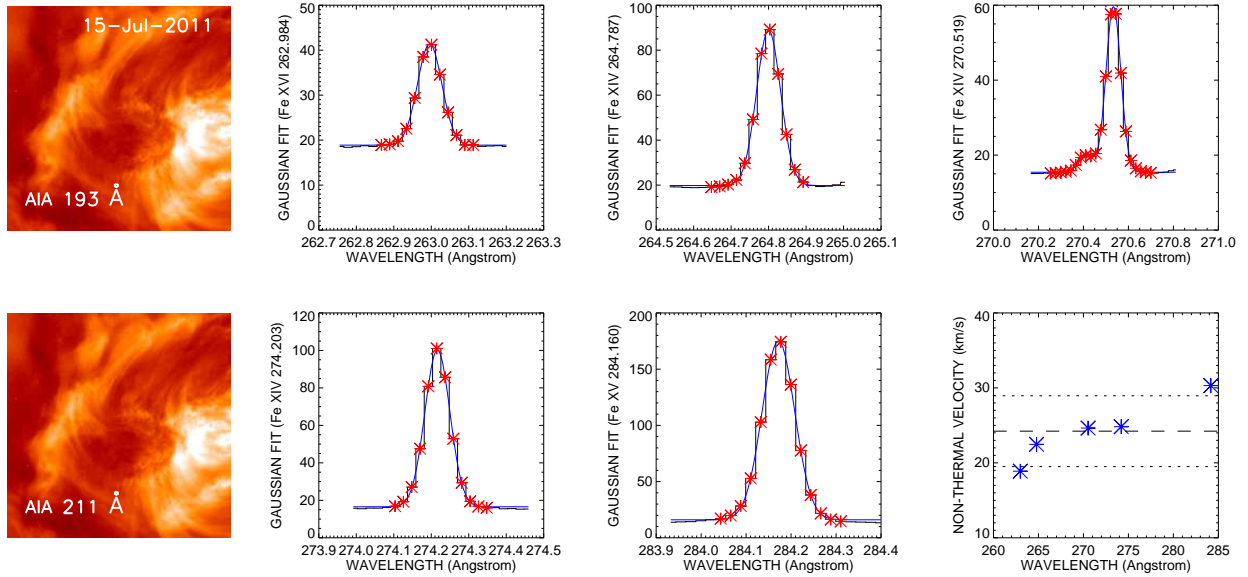 15-Jul-2011
AIA 193 Å
GAUSSIAN FIT (Fe XVI 262.984)
50
40
30
20
10
0
262.7 262.8 262.9 263.0 263.1 263.2 263.3
WAVELENGTH (Angstrom)
GAUSSIAN FIT (Fe XIV 264.787)
100
80
60
40
20
0
264.5 264.6 264.7 264.8 264.9 265.0 265.1
WAVELENGTH (Angstrom)
GAUSSIAN FIT (Fe XIV 270.519)
60
40
20
0
270.0 270.2 270.4 270.6 270.8 271.0
WAVELENGTH (Angstrom)
AIA 211 Å
GAUSSIAN FIT (Fe XIV 274.203)
120
100
80
60
40
20
0
273.9 274.0 274.1 274.2 274.3 274.4 274.5
WAVELENGTH (Angstrom)
GAUSSIAN FIT (Fe XV 284.160)
200
150
100
50
0
283.9 284.0 284.1 284.2 284.3 284.4
WAVELENGTH (Angstrom)
NON-THERMAL VELOCITY (km/s)
40
30
20
10
260 265 270 275 280 285
WAVELENGTH (Angstrom)